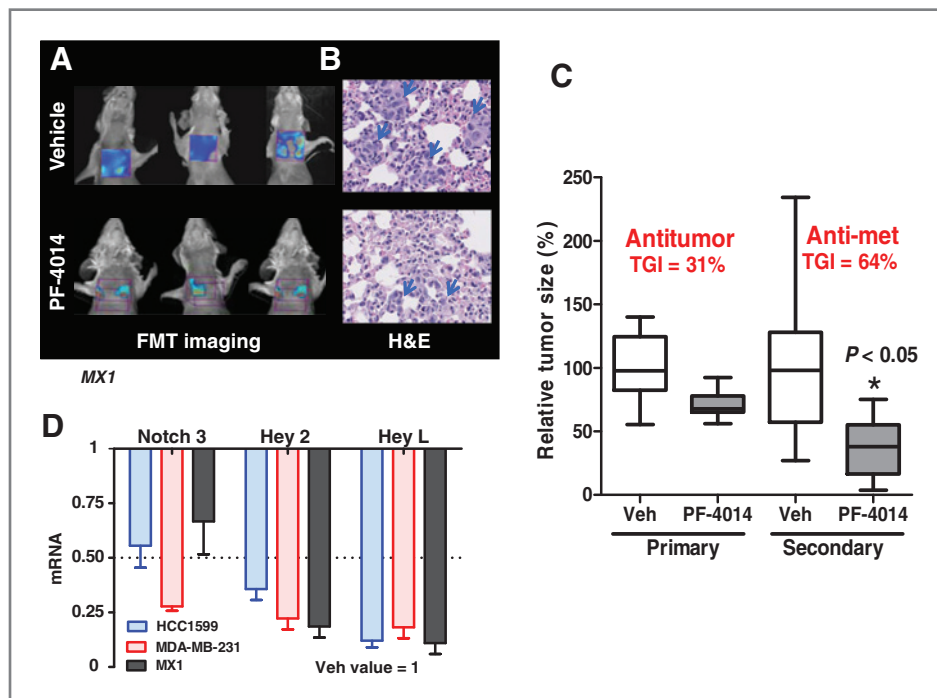 A
B
Vehicle
PF-4014
FMT imaging
H&E
MX1
C
Relative tumor size (%)
250
200
150
100
50
0
Antitumor
TGI = 31%
Anti-met
TGI = 64%
P < 0.05
*
Veh PF-4014 Veh PF-4014
Primary Secondary
D
Notch 3 Hey 2 Hey L
mRNA
1
0.75
0.50
0.25
0
HCC1599
MDA-MB-231
MX1
Veh value = 1